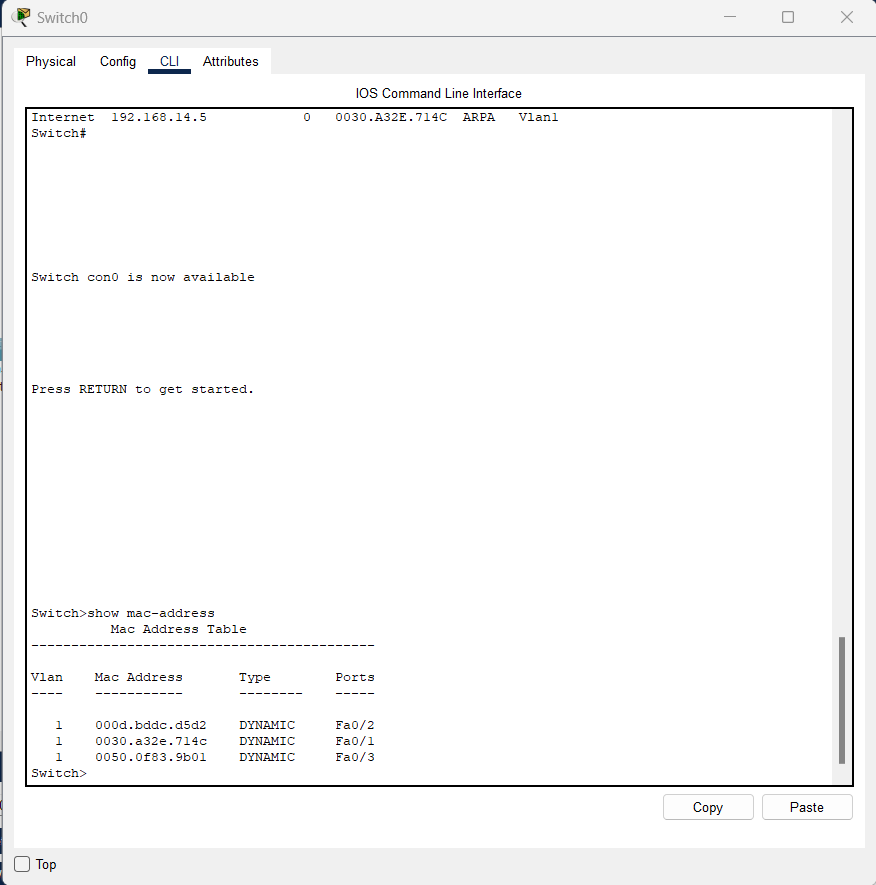 Switch0
Physical Config CLI Attributes
IOS Command Line Interface
Internet  192.168.14.5            0   0030.A32E.714C  ARPA   Vlan1
Switch#
Switch con0 is now available
Press RETURN to get started.
Switch>show mac-address
          Mac Address Table
-------------------------------------------
Vlan    Mac Address       Type        Ports
----    -----------       --------    -----
   1    000d.bddc.d5d2    DYNAMIC     Fa0/2
   1    0030.a32e.714c    DYNAMIC     Fa0/1
   1    0050.0f83.9b01    DYNAMIC     Fa0/3
Switch>
Copy Paste
Top